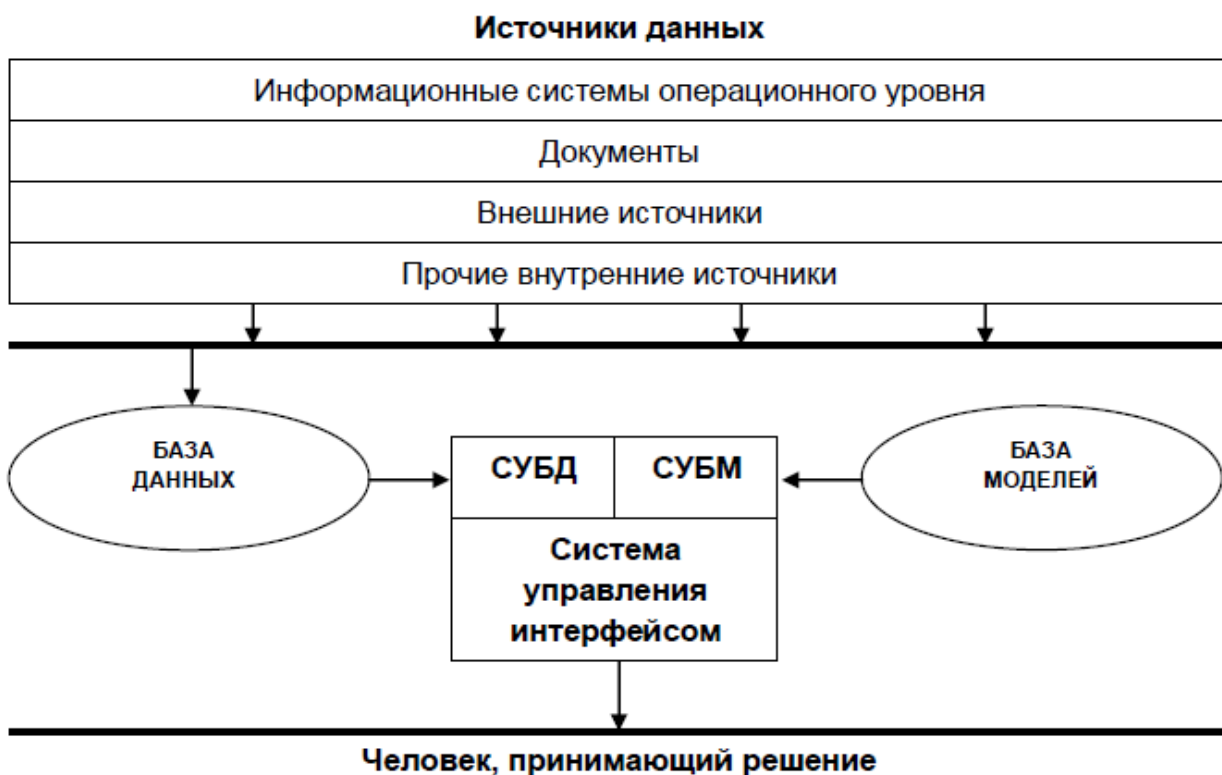 Источники данных
Информационные системы операционного уровня
Документы
Внешние источники
Прочие внутренние источники
БАЗА
ДАННЫХ
СУБД
СУБМ
БАЗА
МОДЕЛЕЙ
Система
управления
интерфейсом
Человек, принимающий решение